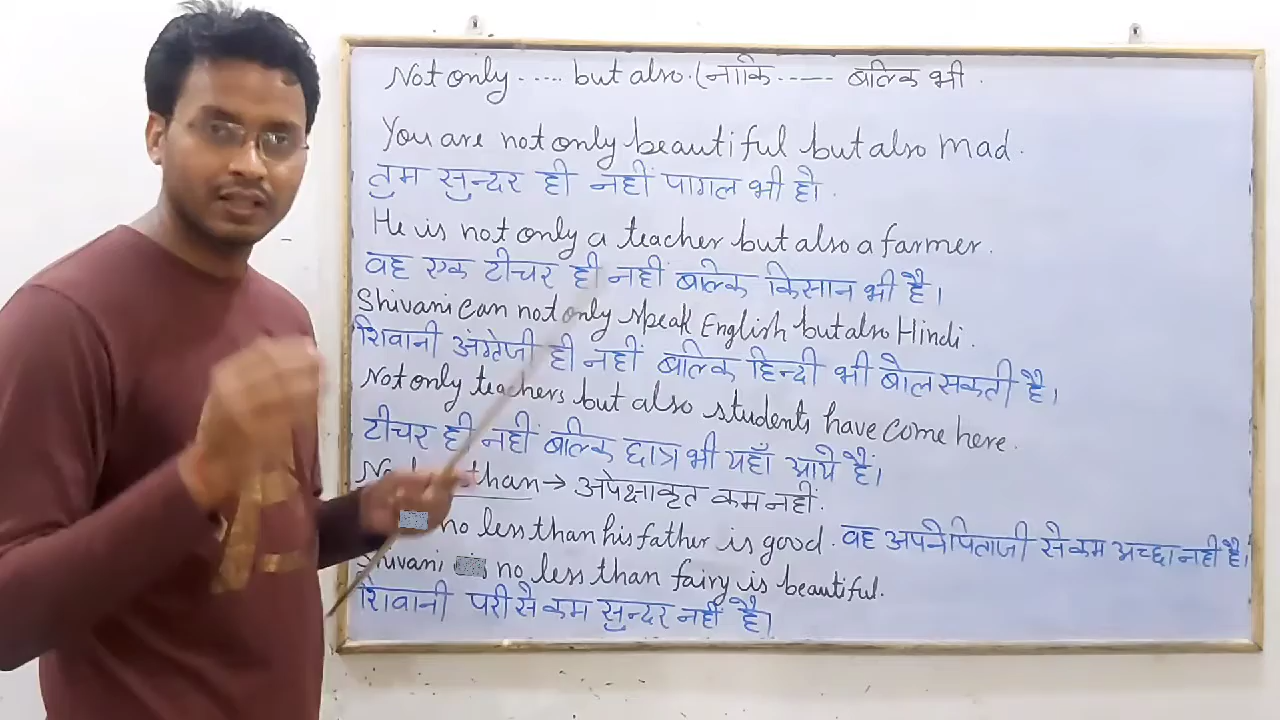 Not only ..... but also. (नाकि ----- बल्कि भी .
You are not only beautiful but also mad.
तुम सुन्दर ही नहीं पागल भी हो.
He is not only a teacher but also a farmer.
वह एक टीचर ही नहीं बल्कि किसान भी है।
Shivani can not only speak English but also Hindi.
शिवानी अंग्रेजी ही नहीं बल्कि हिन्दी भी बोल सकती है।
Not only teachers but also students have come here.
टीचर ही नहीं बल्कि छात्र भी यहाँ आये हैं।
than → अपेक्षाकृत कम नहीं.
no less than his father is good. वह अपने पिताजी से कम अच्छा नहीं है।
Shivani no less than fairy is beautiful.
शिवानी परी से कम सुन्दर नहीं है।